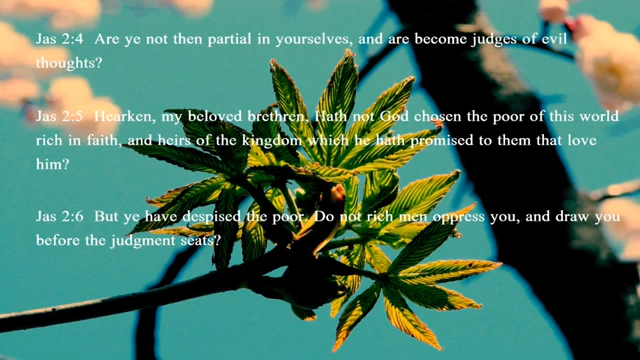 Jas 2:4  Are ye not then partial in yourselves, and are become judges of evil
thoughts?
Jas 2:5  Hearken, my beloved brethren, Hath not God chosen the poor of this world
rich in faith, and heirs of the kingdom which he hath promised to them that love
him?
Jas 2:6  But ye have despised the poor. Do not rich men oppress you, and draw you
before the judgment seats?